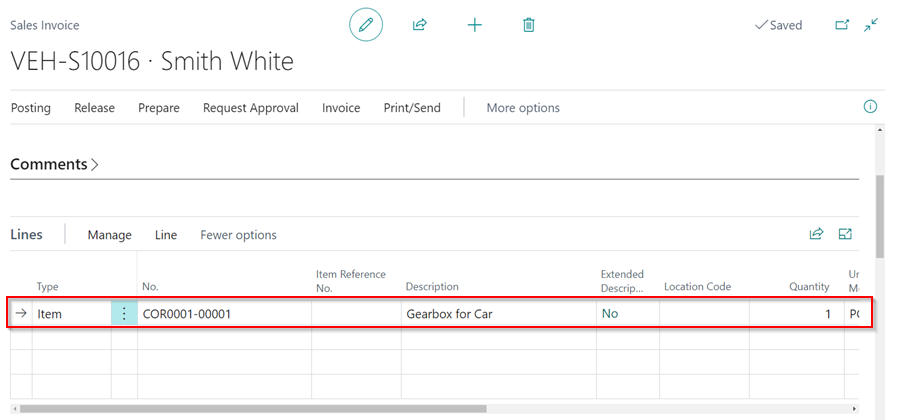 Sales Invoice
Saved
VEH-S10016 · Smith White
Posting Release Prepare Request Approval Invoice Print/Send More options
Comments
Lines Manage Line Fewer options
Type No. Item Reference No. Description Extended Descrip... Location Code Quantity
Item COR0001-00001 Gearbox for Car No 1